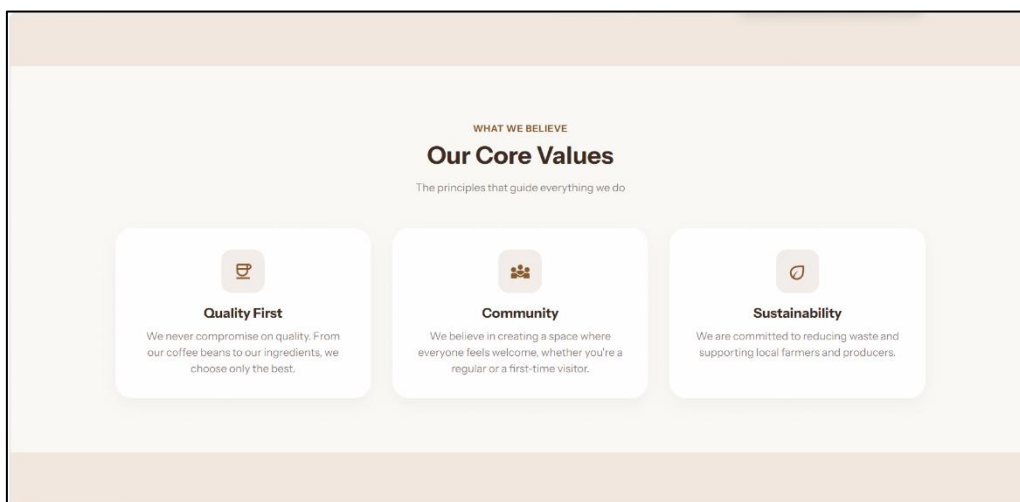 WHAT WE BELIEVE
Our Core Values
The principles that guide everything we do
Quality First
We never compromise on quality. From
our coffee beans to our ingredients, we
choose only the best.
Community
We believe in creating a space where
everyone feels welcome, whether you're a
regular or a first-time visitor.
Sustainability
We are committed to reducing waste and
supporting local farmers and producers.